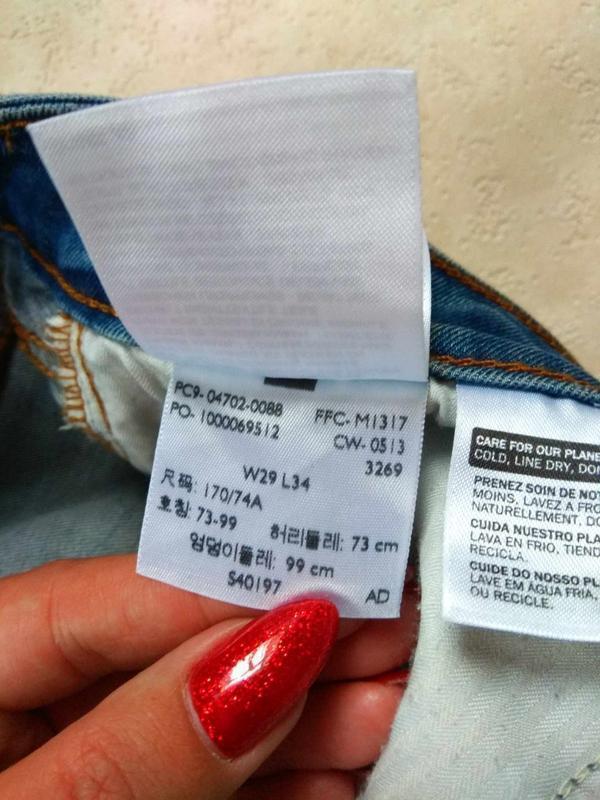 PC9-04702-0088
PO-1000069512
FFC-M1317
CW-0513
3269
W29 L34
尺码: 170/74A
호칭: 73-99
허리둘레: 73 cm
엉덩이둘레: 99 cm
S40197
AD
CARE FOR OUR PLANE
COLD, LINE DRY, DON
PRENEZ SOIN DE NOT
MOINS, LAVEZ A FRO
NATURELLEMENT, DO
CUIDA NUESTRO PLA
LAVA EN FRIO, TIEND
RECICLA.
CUIDE DO NOSSO PL
LAVE EM ÁGUA FRIA,
OU RECICLE.